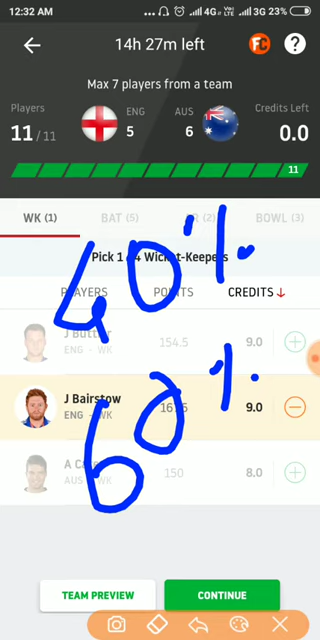 12:32 AM ... 4G VoLTE 3G 23%
14h 27m left FC ?
Max 7 players from a team
Players ENG AUS Credits Left
11/11 5 6 0.0
11
WK (1) BAT (5) (2) BOWL (3)
40%
Pick 1 Wicket-Keepers
PLAYERS POINTS CREDITS ↓
J 154.5 9.0
ENG WK
J Bairstow 9.0
ENG WK
60%
A 150 8.0
AUS
TEAM PREVIEW CONTINUE